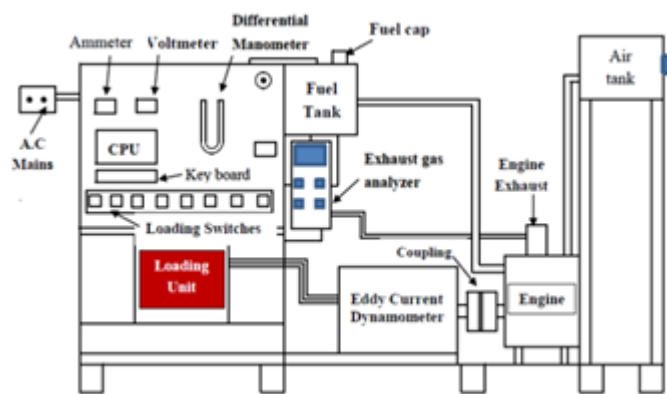 Differential
Manometer
Ammeter
Voltmeter
Fuel cap
Air
tank
Fuel
Tank
A.C
Mains
CPU
Key board
Exhaust gas
analyzer
Engine
Exhaust
Loading Switches
Coupling
Loading
Unit
Eddy Current
Dynamometer
Engine